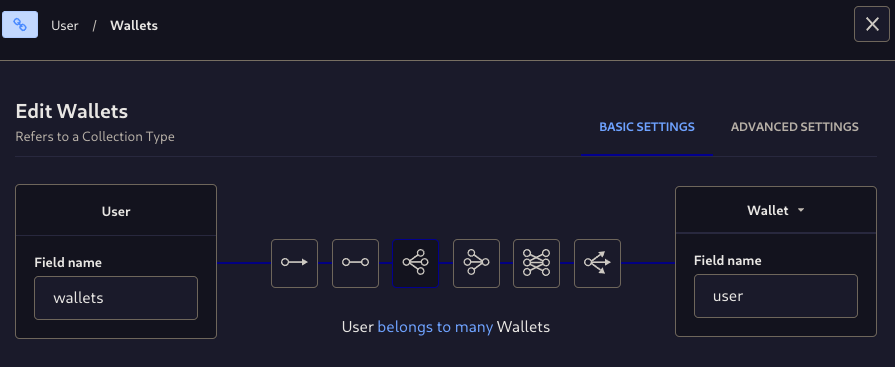 User / Wallets
Edit Wallets
Refers to a Collection Type
BASIC SETTINGS
ADVANCED SETTINGS
User
Field name
wallets
Wallet
Field name
user
User belongs to many Wallets